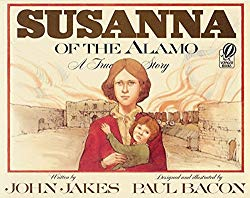 SUSANNA
OF THE ALAMO
A True Story
Written by
JOHN JAKES
Designed and illustrated by
PAUL BACON